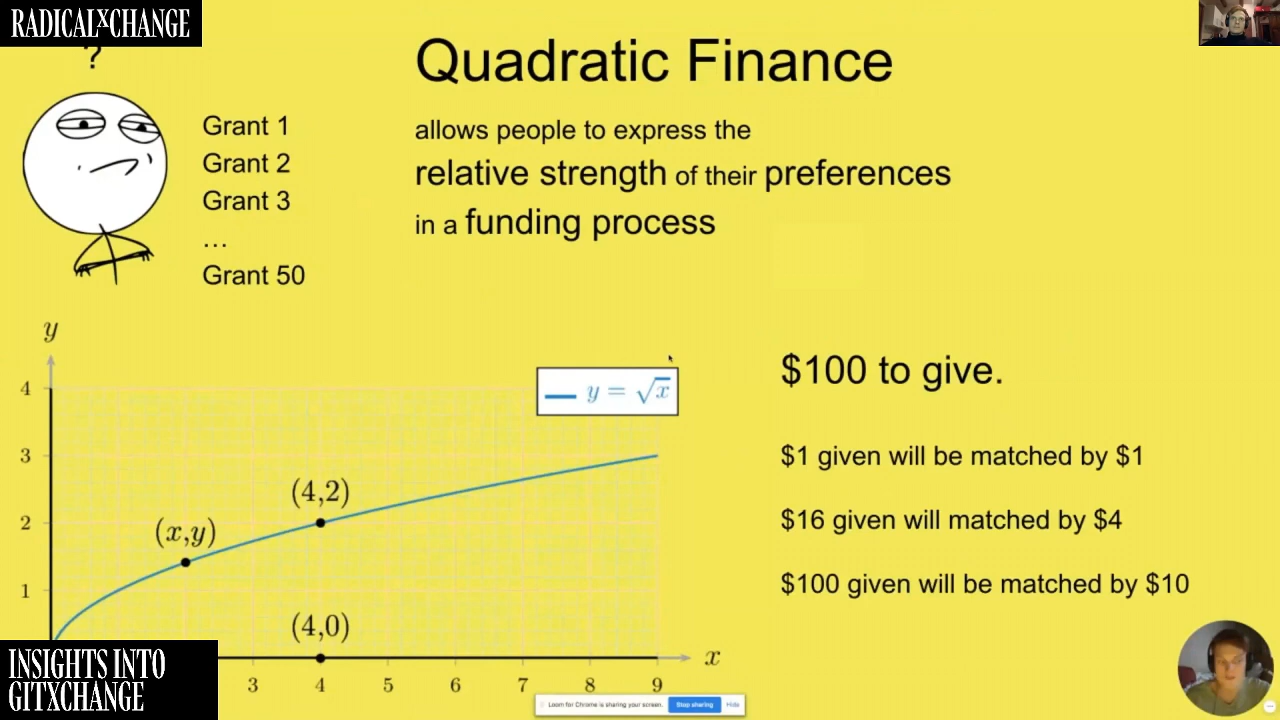 RADICALxCHANGE
?
Quadratic Finance
Grant 1
Grant 2
Grant 3
…
Grant 50
allows people to express the
relative strength of their preferences
in a funding process
y
4
3
2
1
y = √x
(4,2)
(x,y)
(4,0)
x
3 4 5 6 7 8 9
$100 to give.
$1 given will be matched by $1
$16 given will matched by $4
$100 given will be matched by $10
INSIGHTS INTO
GITXCHANGE
Loom for Chrome is sharing your screen. Stop sharing Hide